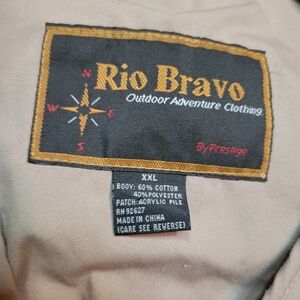 N
Rio Bravo
Outdoor Adventure Clothing
W E
S
By Prestige
XXL
BODY: 60% COTTON
40% POLYESTER
PATCH: ACRYLIC PILE
RN 92627
MADE IN CHINA
(CARE SEE REVERSE)